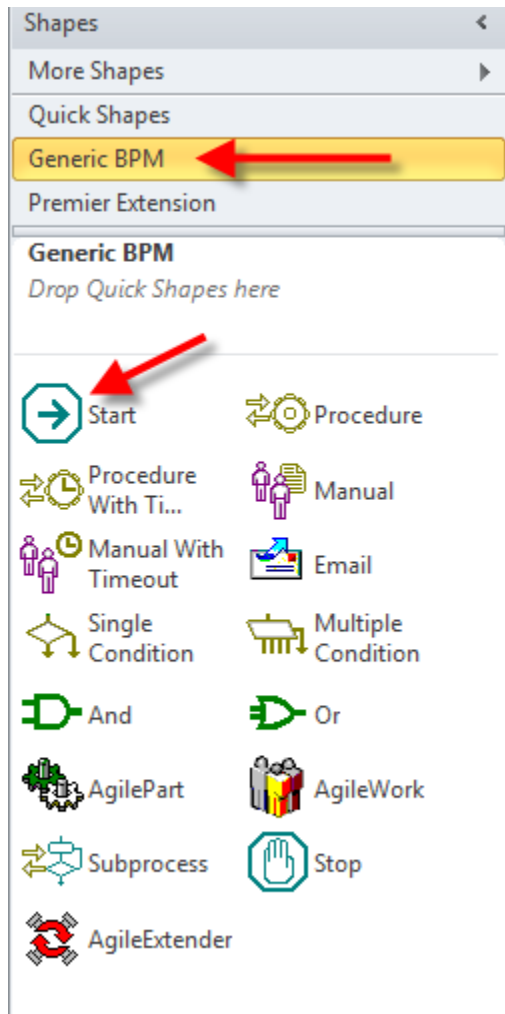 Shapes
More Shapes
Quick Shapes
Generic BPM
Premier Extension
Generic BPM
Drop Quick Shapes here
Start
Procedure
Procedure
With Ti...
Manual
Manual With
Timeout
Email
Single
Condition
Multiple
Condition
And
Or
AgilePart
AgileWork
Subprocess
Stop
AgileExtender